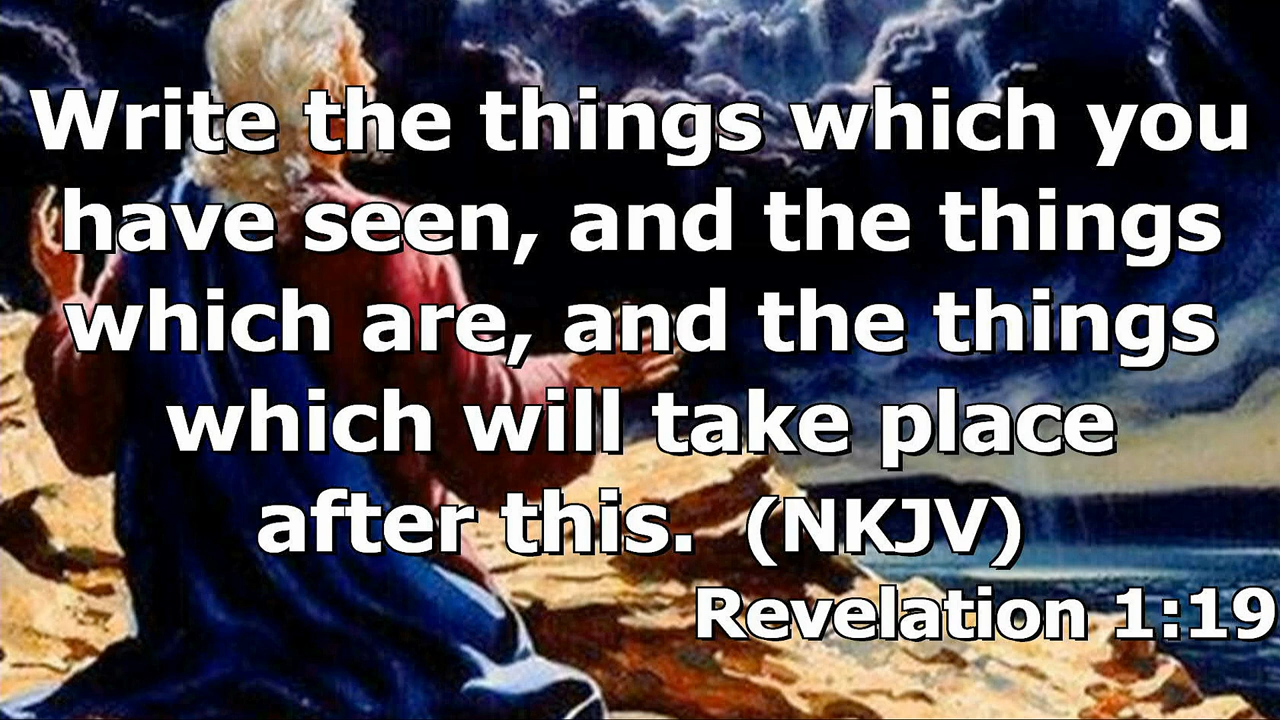 Write the things which you
have seen, and the things
which are, and the things
which will take place
after this. (NKJV)
Revelation 1:19